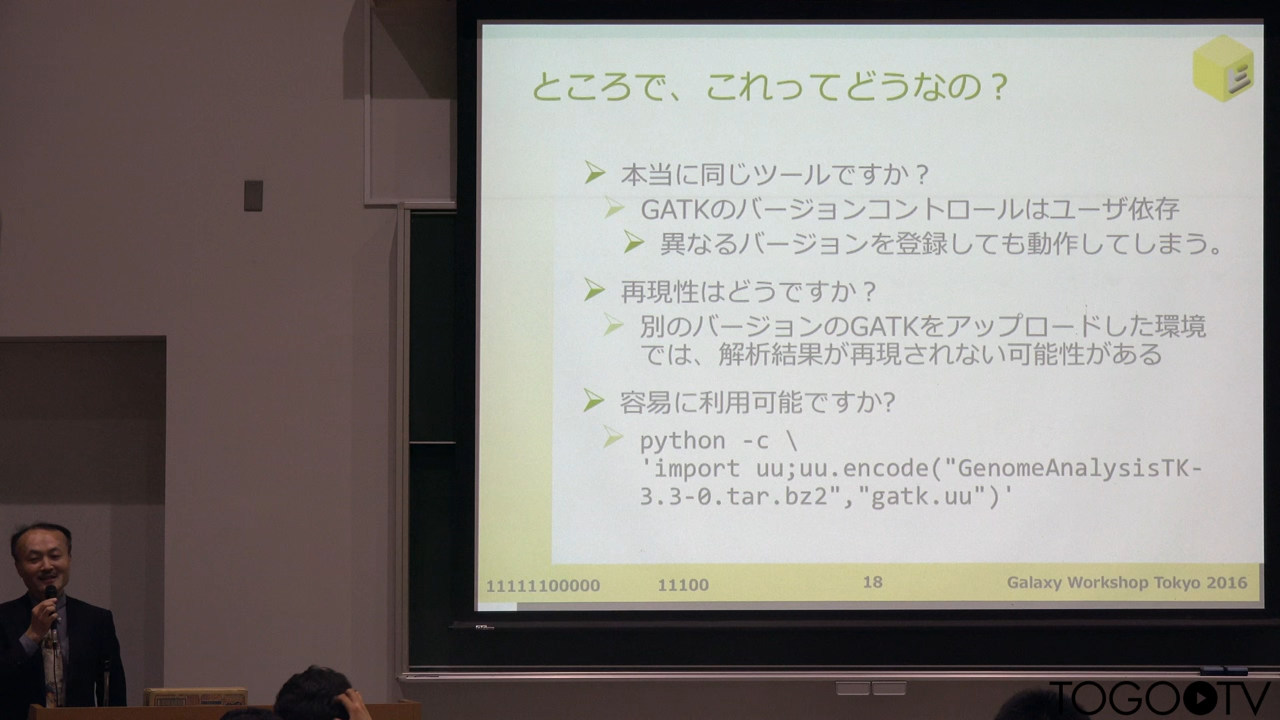 ところで、これってどうなの？
本当に同じツールですか？
GATKのバージョンコントロールはユーザ依存
異なるバージョンを登録しても動作してしまう。
再現性はどうですか？
別のバージョンのGATKをアップロードした環境
では、解析結果が再現されない可能性がある
容易に利用可能ですか?
python -c \
'import uu;uu.encode("GenomeAnalysisTK-
3.3-0.tar.bz2","gatk.uu")'
11111100000 11100 18 Galaxy Workshop Tokyo 2016
TOGOTV